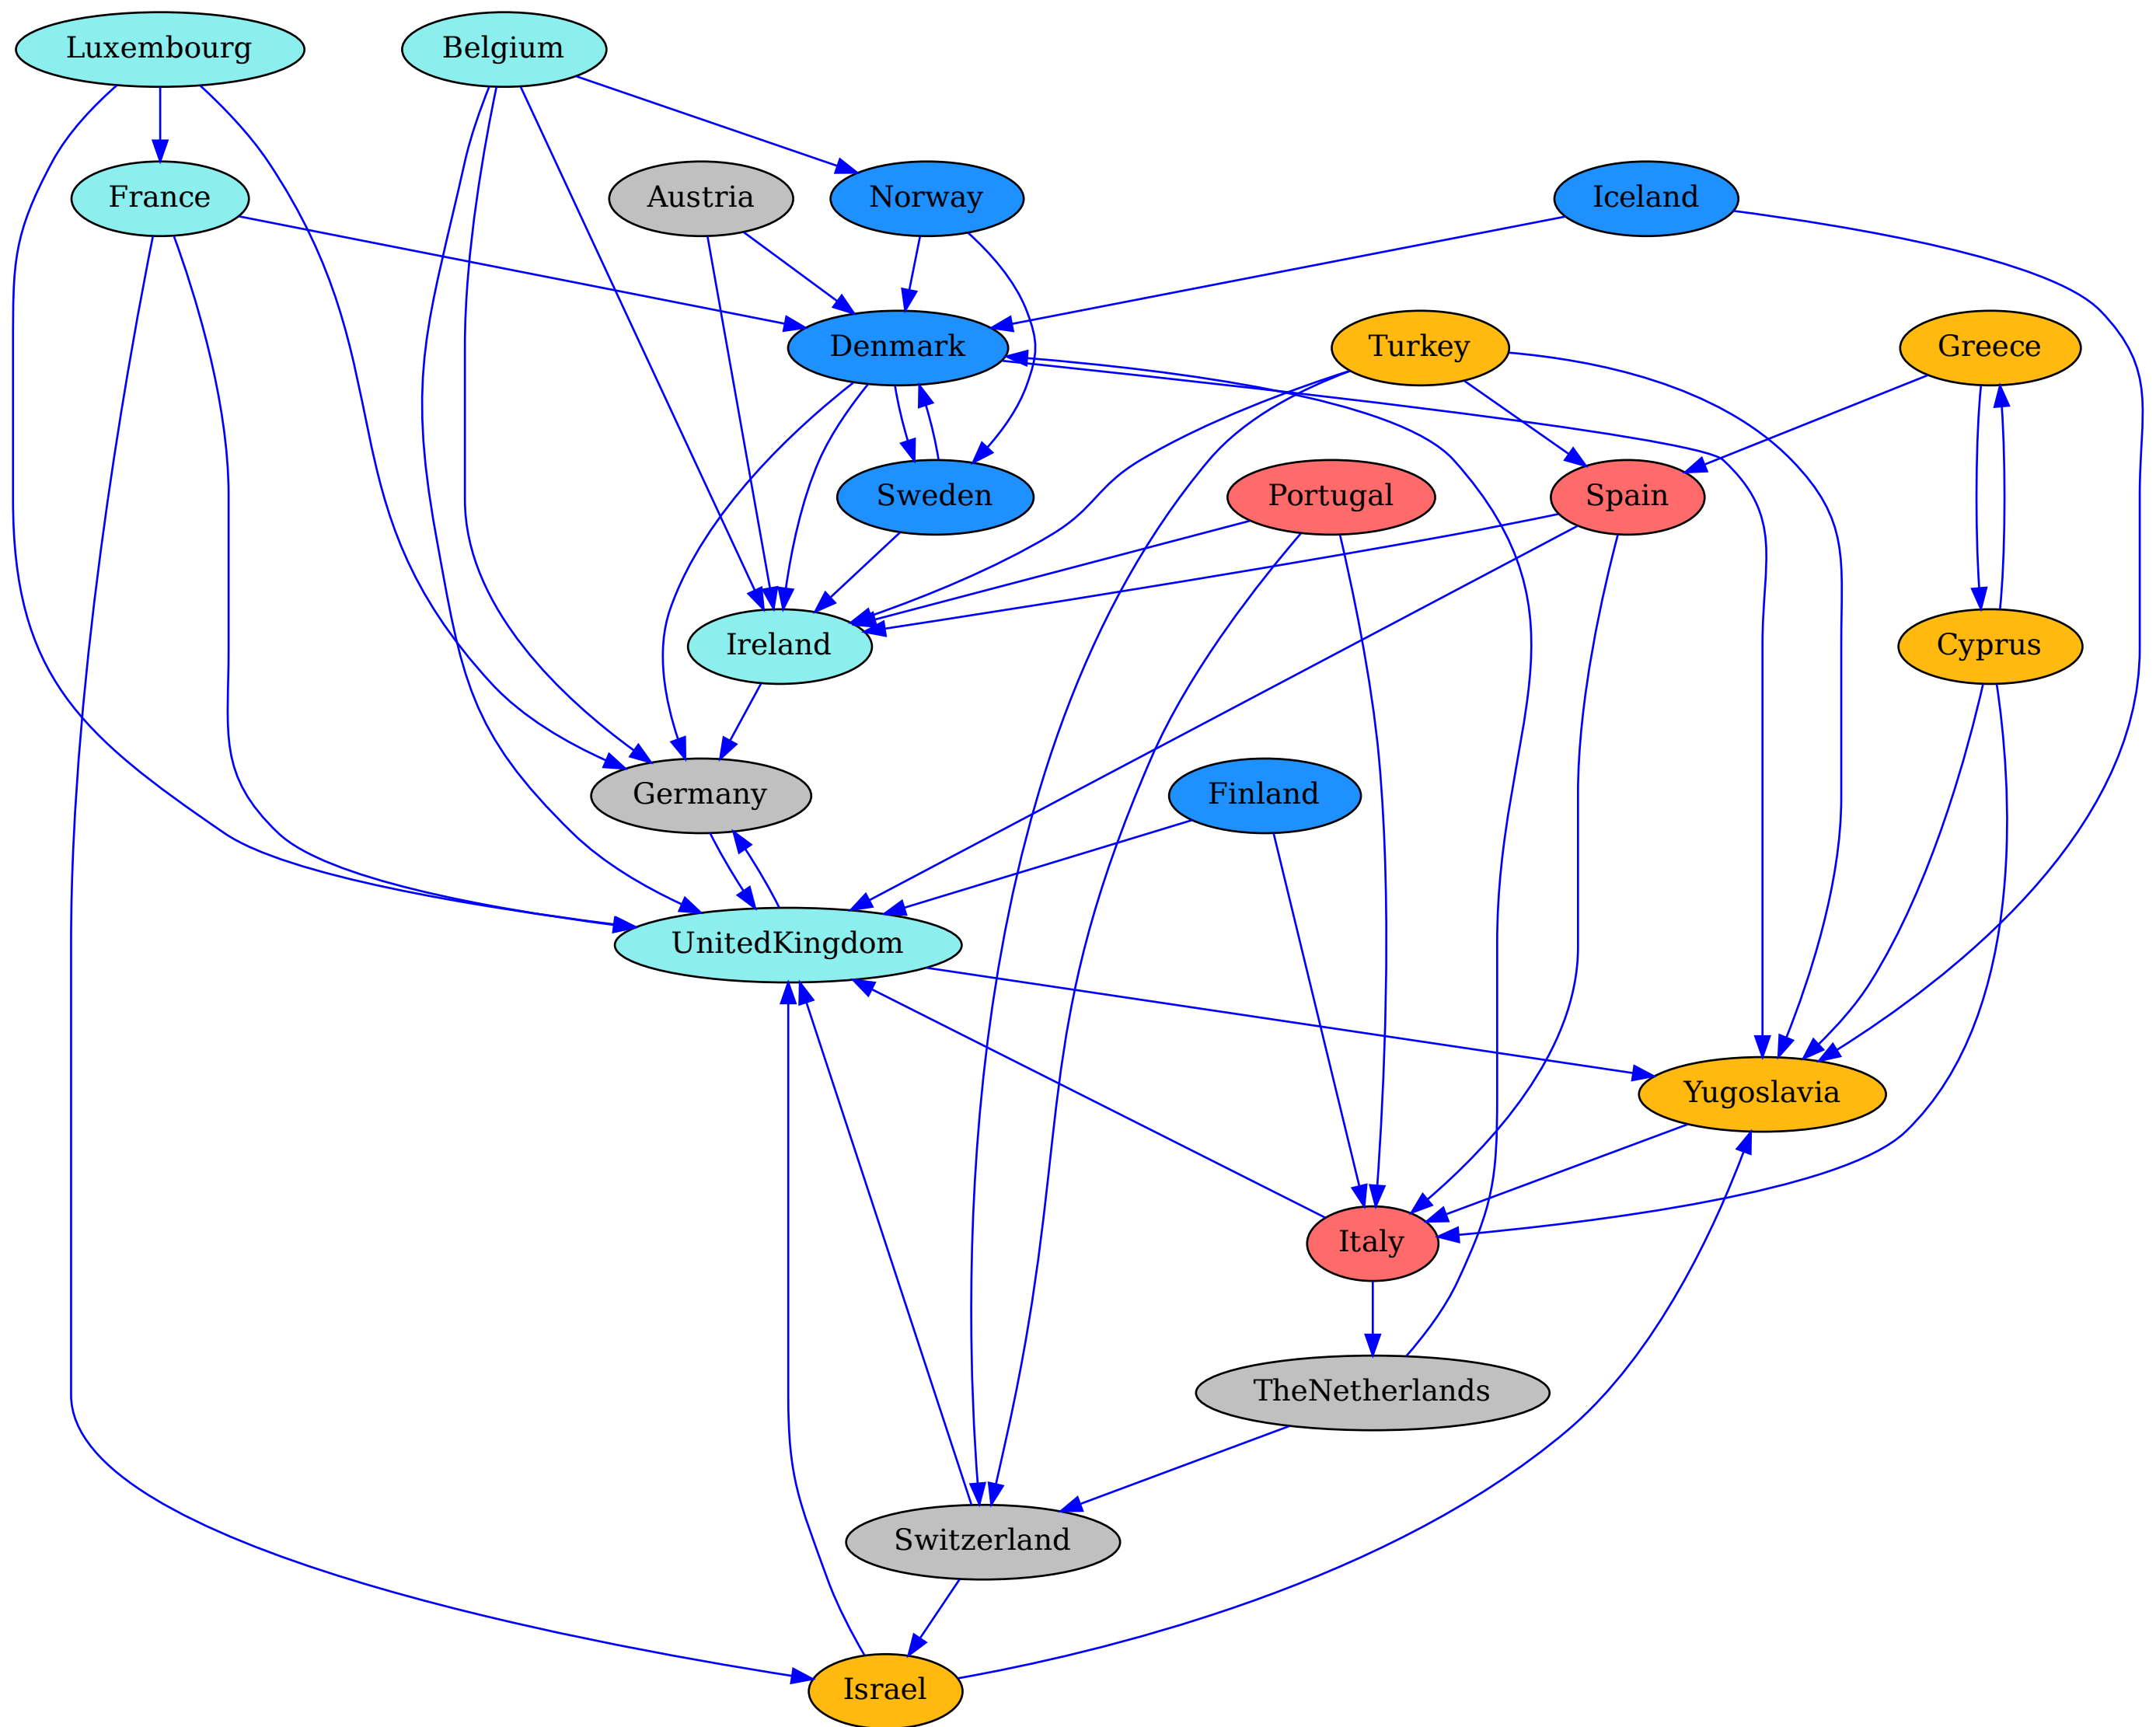 Luxembourg
Belgium
France
Austria
Norway
Iceland
Denmark
Turkey
Greece
Sweden
Portugal
Spain
Ireland
Cyprus
Germany
Finland
UnitedKingdom
Yugoslavia
Italy
TheNetherlands
Switzerland
Israel